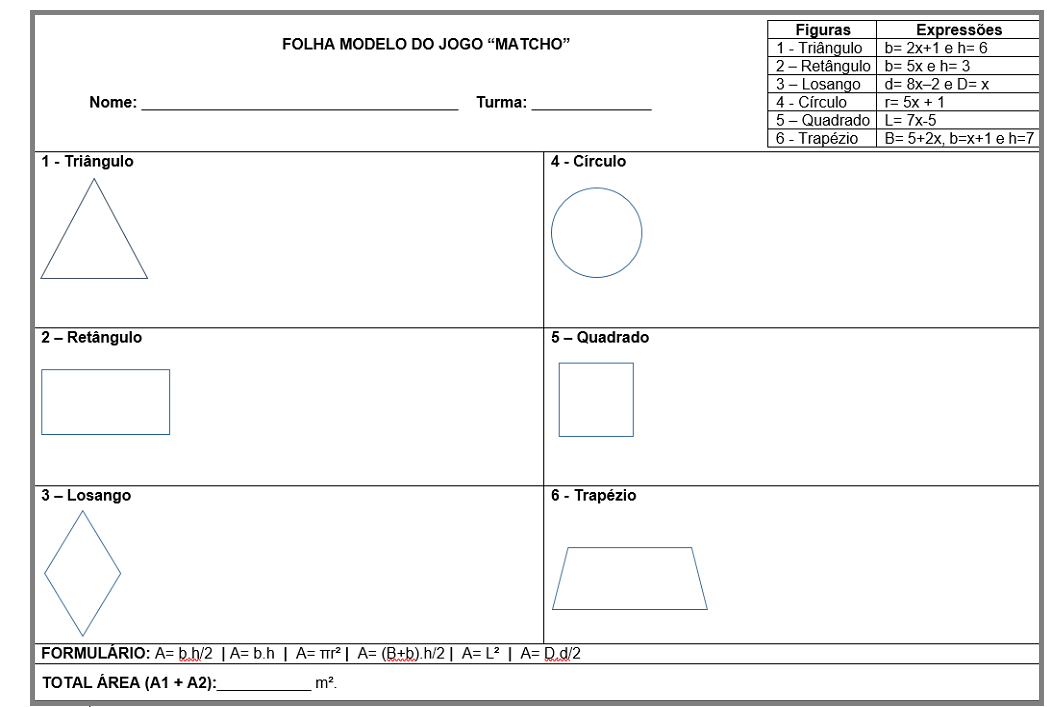 FOLHA MODELO DO JOGO “MATCHO”
Nome: ______________________ Turma: ______________
Figuras Expressões
1 - Triângulo b= 2x+1 e h= 6
2 – Retângulo b= 5x e h= 3
3 – Losango d= 8x–2 e D= x
4 - Círculo r= 5x + 1
5 – Quadrado L= 7x-5
6 - Trapézio B= 5+2x, b=x+1 e h=7
1 - Triângulo
4 - Círculo
2 – Retângulo
5 – Quadrado
3 – Losango
6 - Trapézio
FORMULÁRIO: A= b.h/2 | A= b.h | A= πr² | A= (B+b).h/2 | A= L² | A= D.d/2
TOTAL ÁREA (A1 + A2):___________ m².